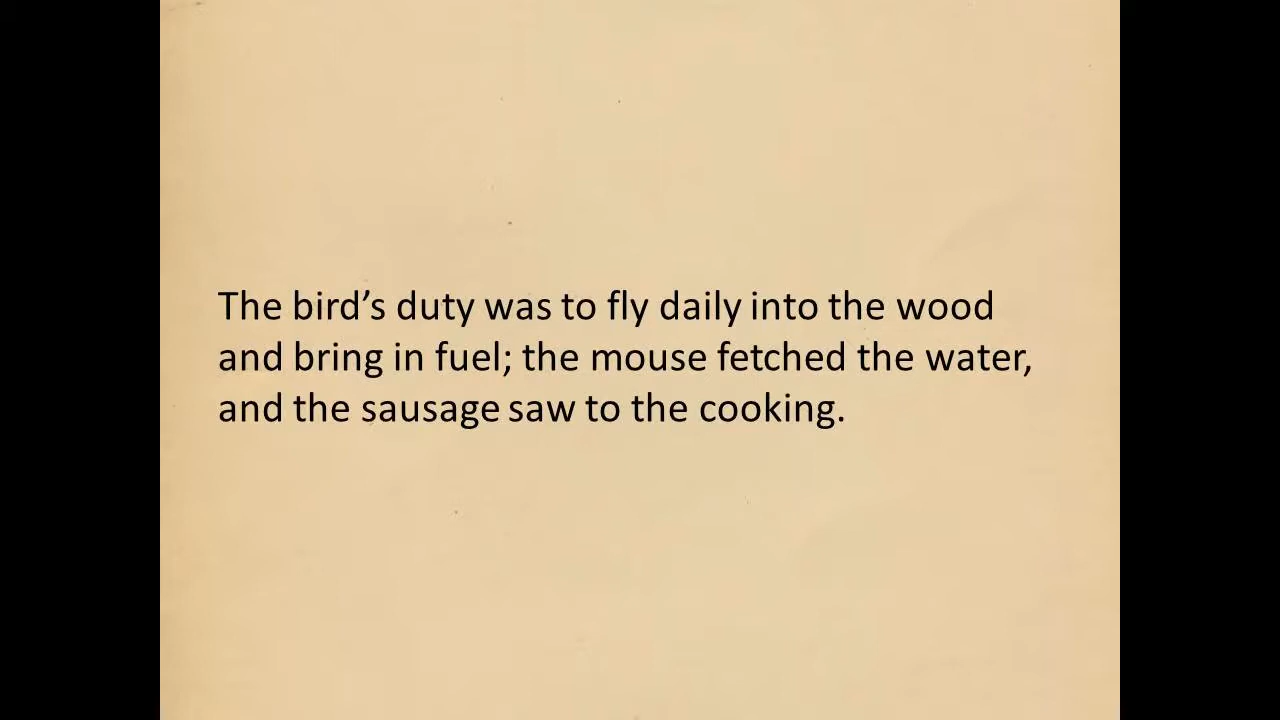 The bird’s duty was to fly daily into the wood
and bring in fuel; the mouse fetched the water,
and the sausage saw to the cooking.